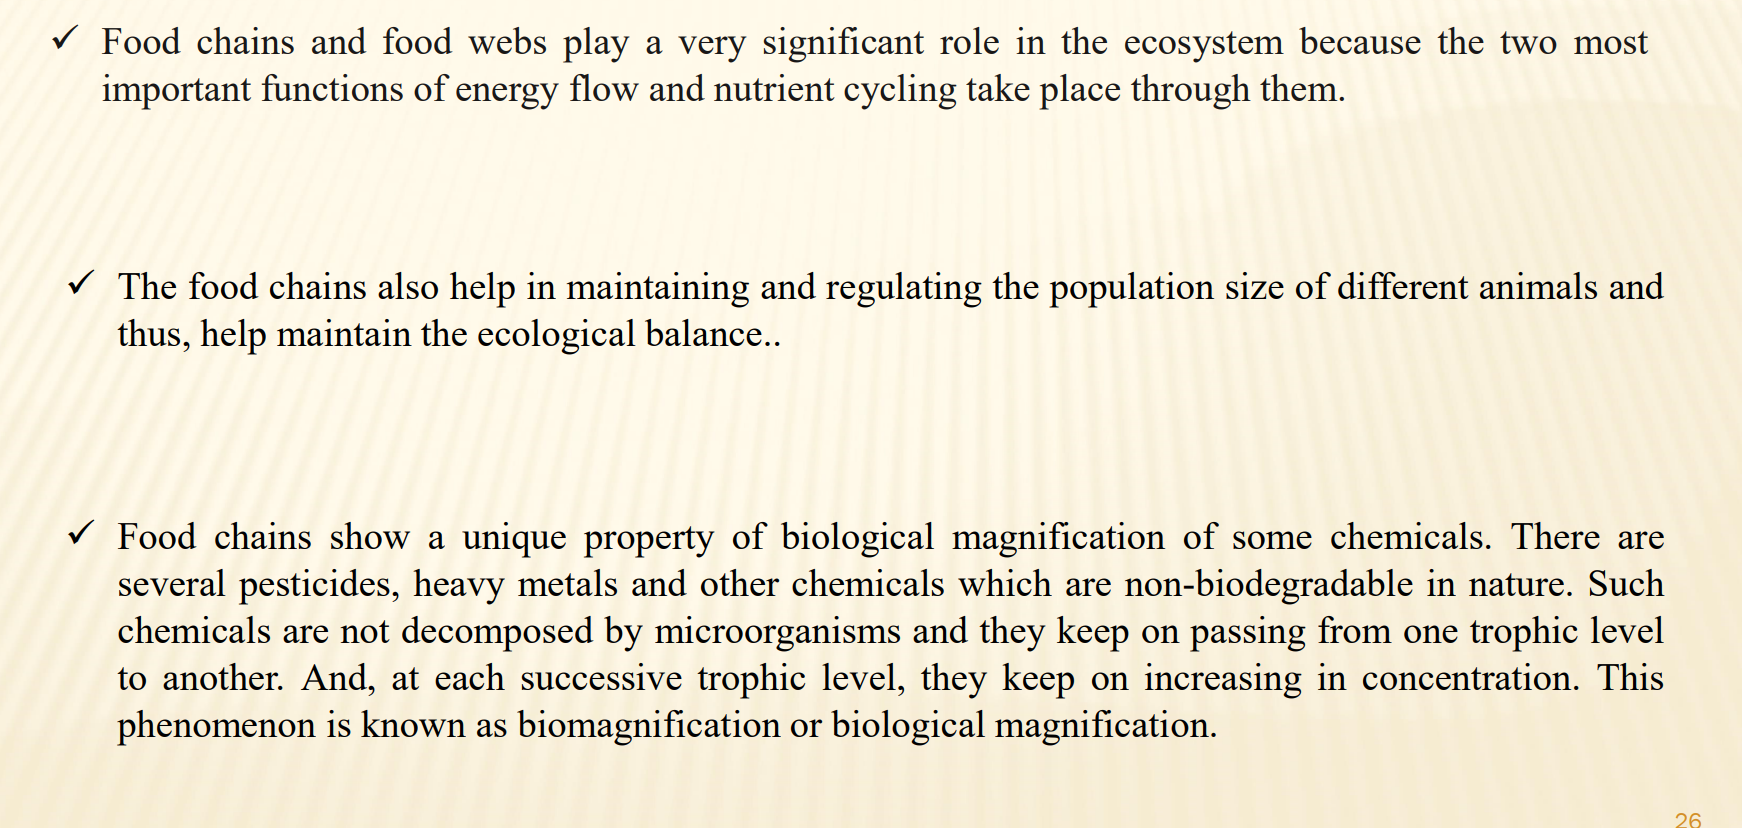 ✓ Food chains and food webs play a very significant role in the ecosystem because the two most
important functions of energy flow and nutrient cycling take place through them.
✓ The food chains also help in maintaining and regulating the population size of different animals and
thus, help maintain the ecological balance..
✓ Food chains show a unique property of biological magnification of some chemicals. There are
several pesticides, heavy metals and other chemicals which are non-biodegradable in nature. Such
chemicals are not decomposed by microorganisms and they keep on passing from one trophic level
to another. And, at each successive trophic level, they keep on increasing in concentration. This
phenomenon is known as biomagnification or biological magnification.
26